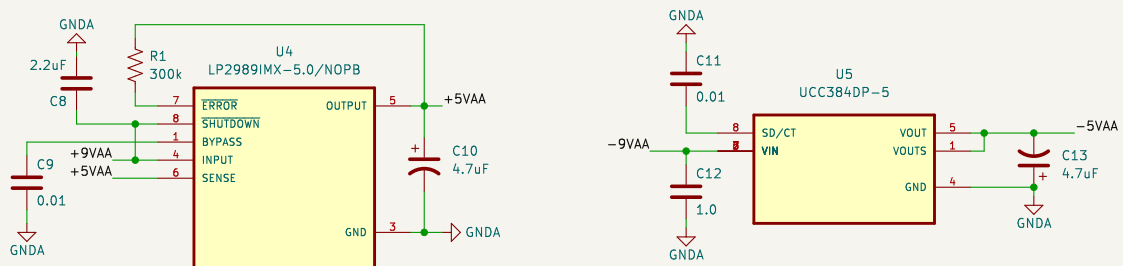 GNDA
2.2uF
C8
R1
300k
U4
LP2989IMX-5.0/NOPB
7 ERROR
8 SHUTDOWN
1 BYPASS
+9VAA 4 INPUT
+5VAA 6 SENSE
OUTPUT 5 +5VAA
GND 3 GNDA
C9
0.01
GNDA
+
C10
4.7uF
GNDA
C11
0.01
U5
UCC384DP-5
8 SD/CT
-9VAA VIN
VOUT 5 -5VAA
VOUTS 1
GND 4
C12
1.0
GNDA
C13
4.7uF
+
GNDA